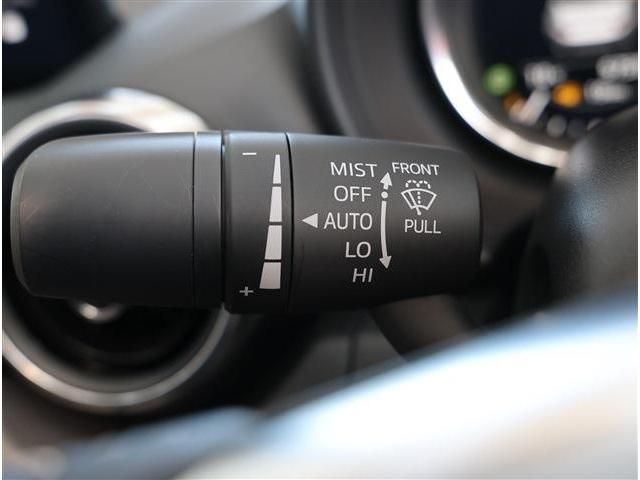 MIST FRONT
OFF
AUTO PULL
LO
HI
−
+